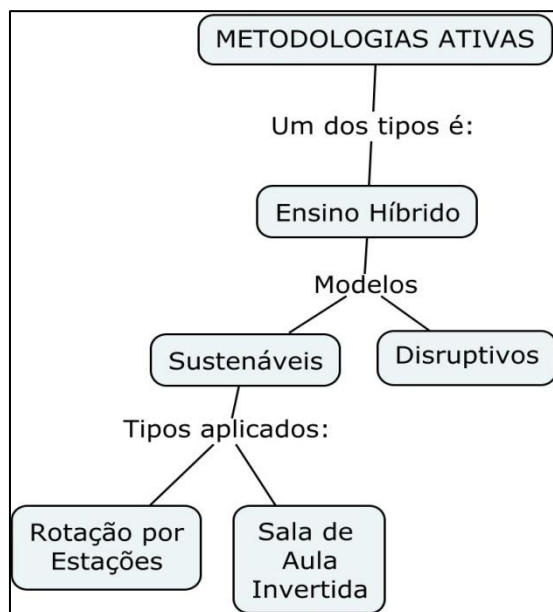 METODOLOGIAS ATIVAS
Um dos tipos é:
Ensino Híbrido
Modelos
Sustenáveis
Disruptivos
Tipos aplicados:
Rotação por
Estações
Sala de
Aula
Invertida